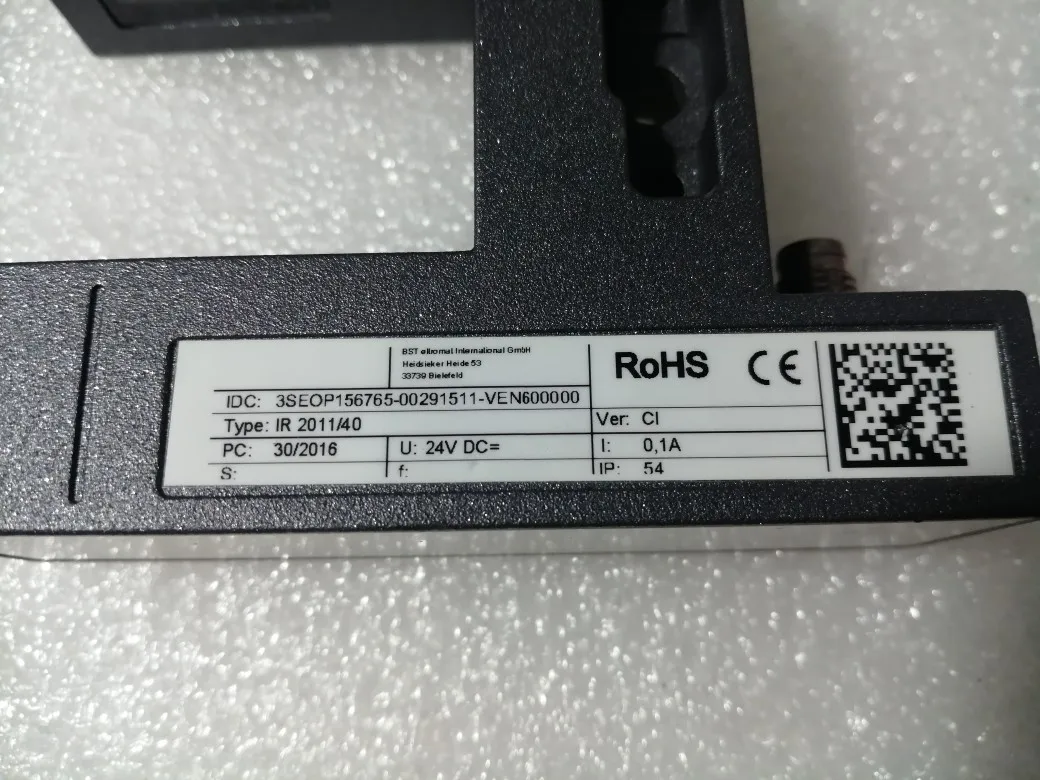 BST eltromat International GmbH
Heidsieker Heide 53
33739 Bielefeld
RoHS CE
IDC: 3SEOP156765-00291511-VEN600000
Type: IR 2011/40 Ver: CI
PC: 30/2016 U: 24V DC= I: 0,1A
S: f: IP: 54